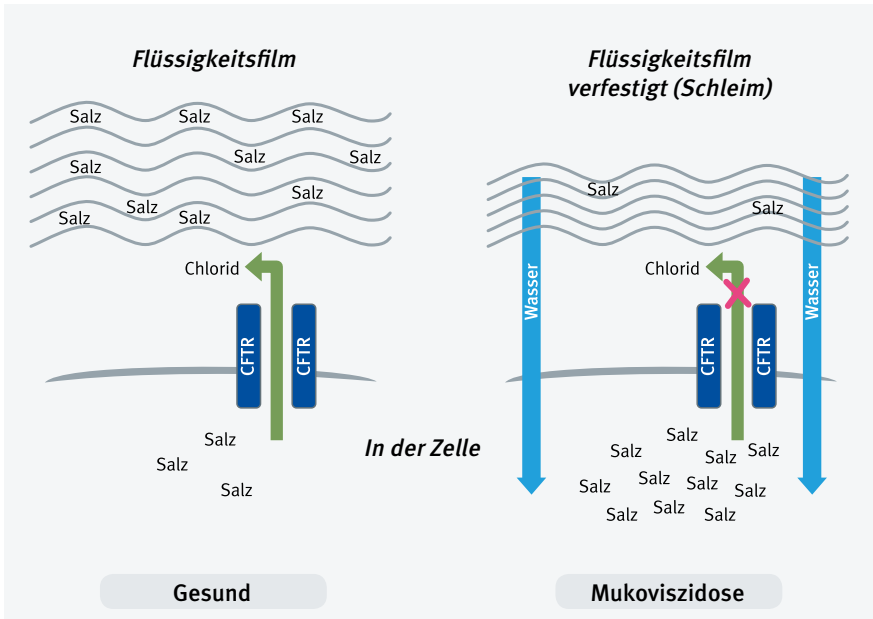 Flüssigkeitsfilm
Salz Salz Salz
Salz Salz
Salz
Salz
Salz
Salz Salz
Chlorid
CFTR CFTR
Salz
Salz
Salz
In der Zelle
Gesund
Flüssigkeitsfilm
verfestigt (Schleim)
Salz
Salz
Chlorid
Wasser Wasser
CFTR CFTR
Salz
Salz Salz Salz
Salz Salz Salz Salz
Salz Salz Salz
Mukoviszidose